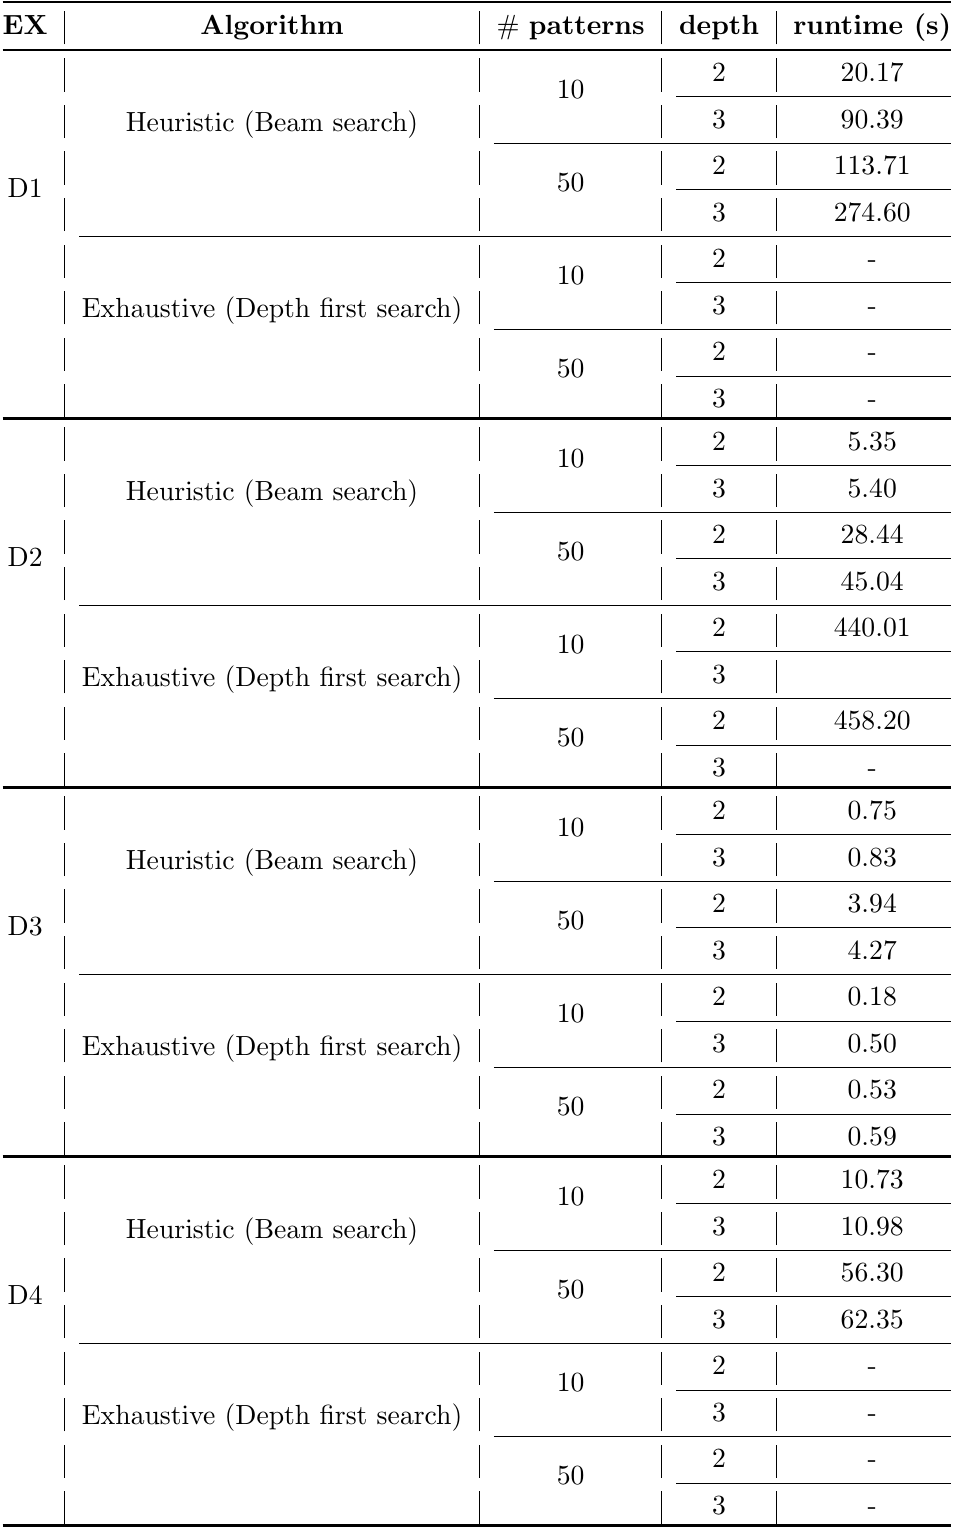 EX Algorithm # patterns depth runtime (s)
D1 Heuristic (Beam search) 10 2 20.17
3 90.39
50 2 113.71
3 274.60
Exhaustive (Depth first search) 10 2 -
3 -
50 2 -
3 -
D2 Heuristic (Beam search) 10 2 5.35
3 5.40
50 2 28.44
3 45.04
Exhaustive (Depth first search) 10 2 440.01
3
50 2 458.20
3 -
D3 Heuristic (Beam search) 10 2 0.75
3 0.83
50 2 3.94
3 4.27
Exhaustive (Depth first search) 10 2 0.18
3 0.50
50 2 0.53
3 0.59
D4 Heuristic (Beam search) 10 2 10.73
3 10.98
50 2 56.30
3 62.35
Exhaustive (Depth first search) 10 2 -
3 -
50 2 -
3 -